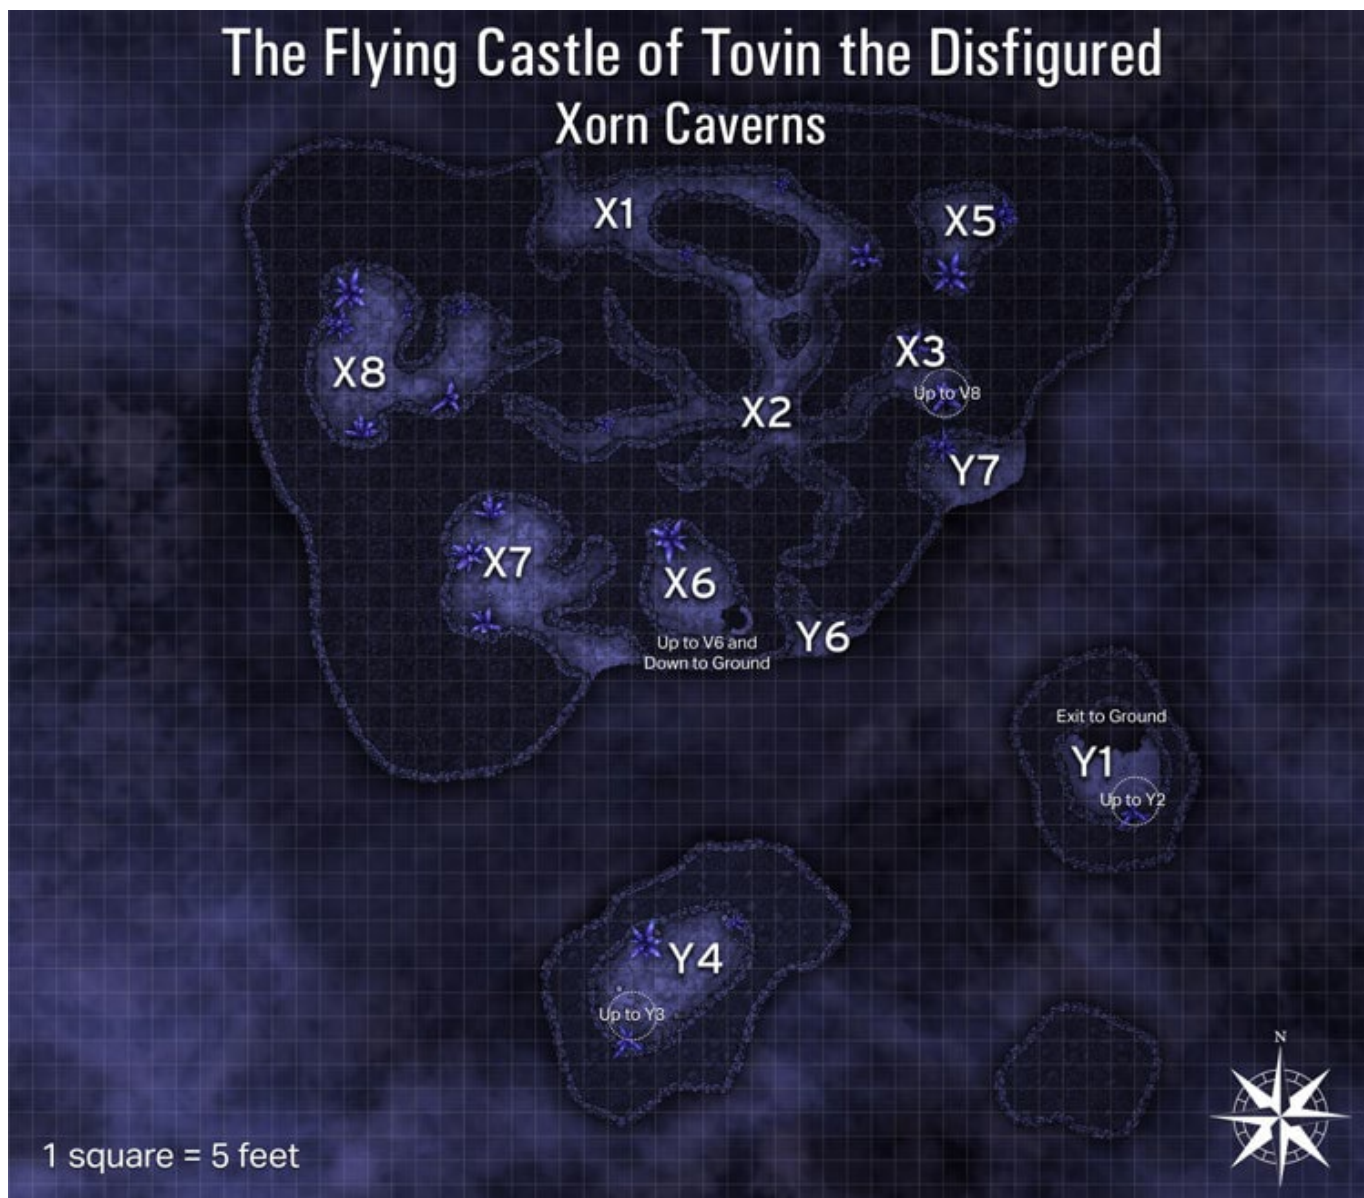 The Flying Castle of Tovin the Disfigured
Xorn Caverns
X1
X5
X8
X3
Up to V8
X2
Y7
X7
X6
Y6
Up to V6 and
Down to Ground
Exit to Ground
Y1
Up to Y2
Y4
Up to Y3
N
1 square = 5 feet